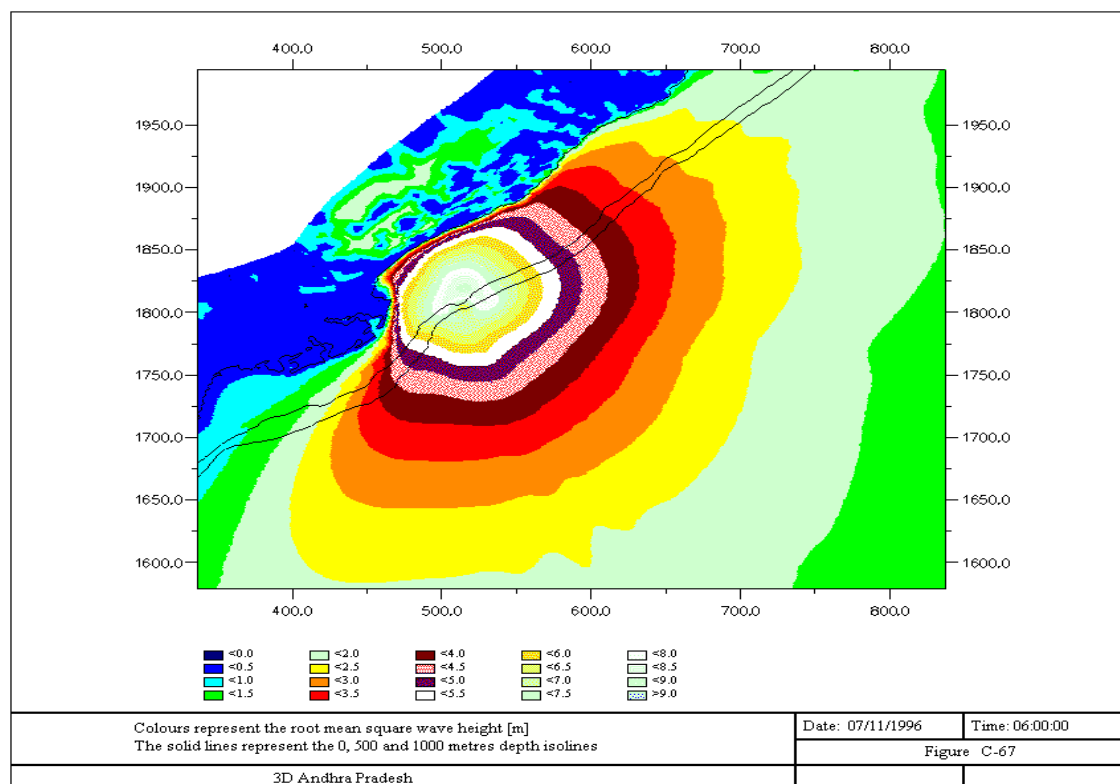 400.0 500.0 600.0 700.0 800.0
1950.0 1950.0
1900.0 1900.0
1850.0 1850.0
1800.0 1800.0
1750.0 1750.0
1700.0 1700.0
1650.0 1650.0
1600.0 1600.0
400.0 500.0 600.0 700.0 800.0
<0.0 <2.0 <4.0 <6.0 <8.0
<0.5 <2.5 <4.5 <6.5 <8.5
<1.0 <3.0 <5.0 <7.0 <9.0
<1.5 <3.5 <5.5 <7.5 >9.0
Colours represent the root mean square wave height [m]
The solid lines represent the 0, 500 and 1000 metres depth isolines
Date: 07/11/1996 Time: 06:00:00
Figure C-67
3D Andhra Pradesh